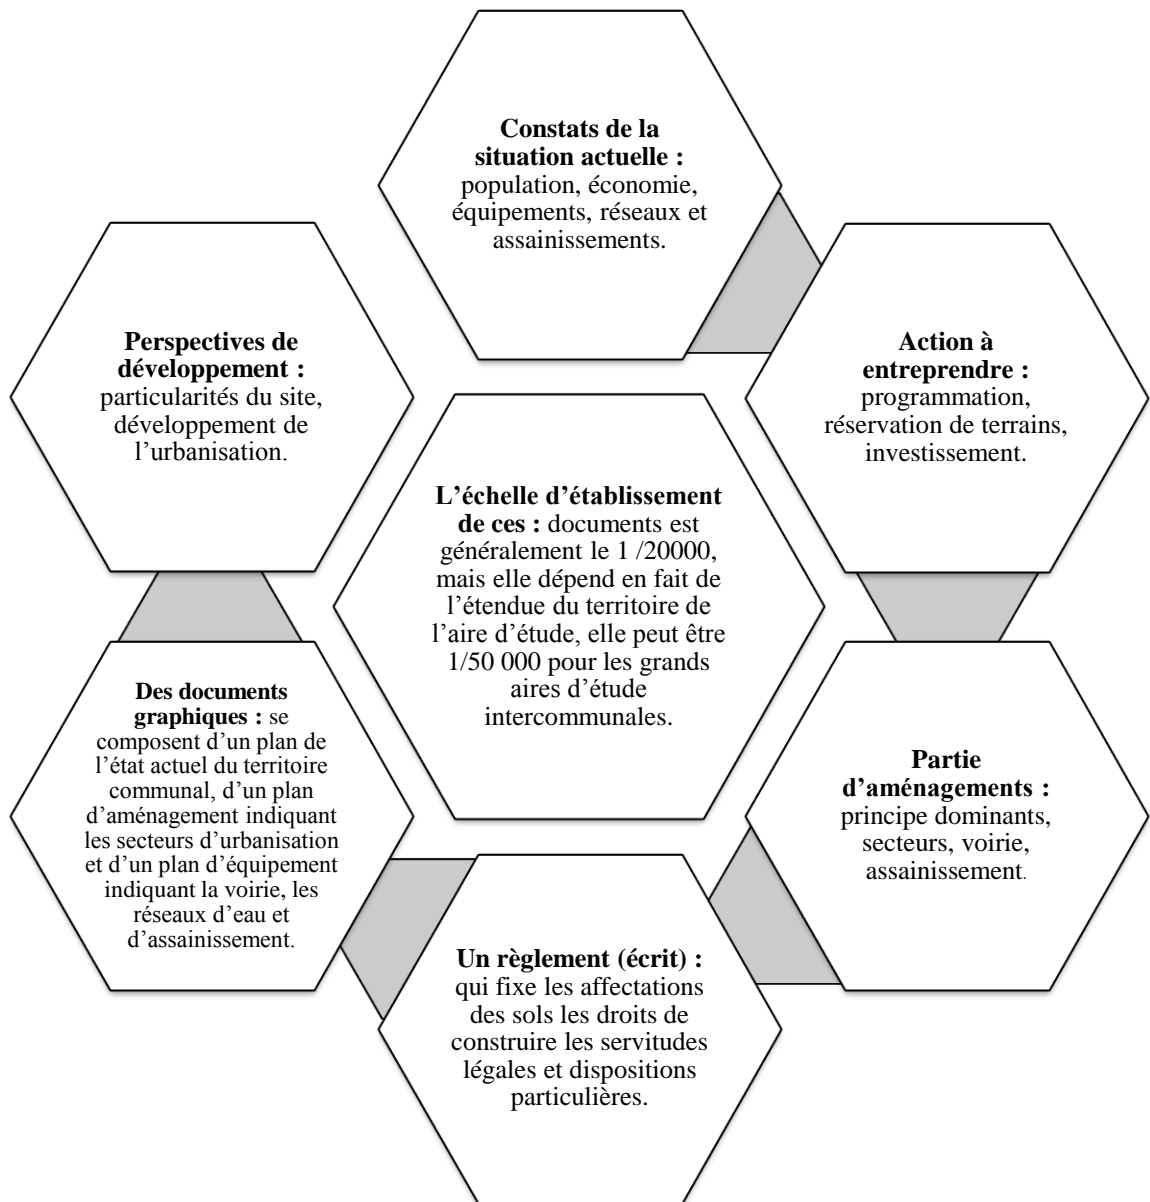 Constats de la
situation actuelle :
population, économie,
équipements, réseaux et
assainissements.
Action à
entreprendre :
programmation,
réservation de terrains,
investissement.
Partie
d'aménagements :
principe dominants,
secteurs, voirie,
assainissement.
Un règlement (écrit) :
qui fixe les affectations
des sols les droits de
construire les servitudes
légales et dispositions
particulières.
Des documents
graphiques : se
composent d'un plan de
l'état actuel du territoire
communal, d'un plan
d'aménagement indiquant
les secteurs d'urbanisation
et d'un plan d'équipement
indiquant la voirie, les
réseaux d'eau et
d'assainissement.
Perspectives de
développement :
particularités du site,
développement de
l'urbanisation.
L'échelle d'établissement
de ces : documents est
généralement le 1 /20000,
mais elle dépend en fait de
l'étendue du territoire de
l'aire d'étude, elle peut être
1/50 000 pour les grands
aires d'étude
intercommunales.